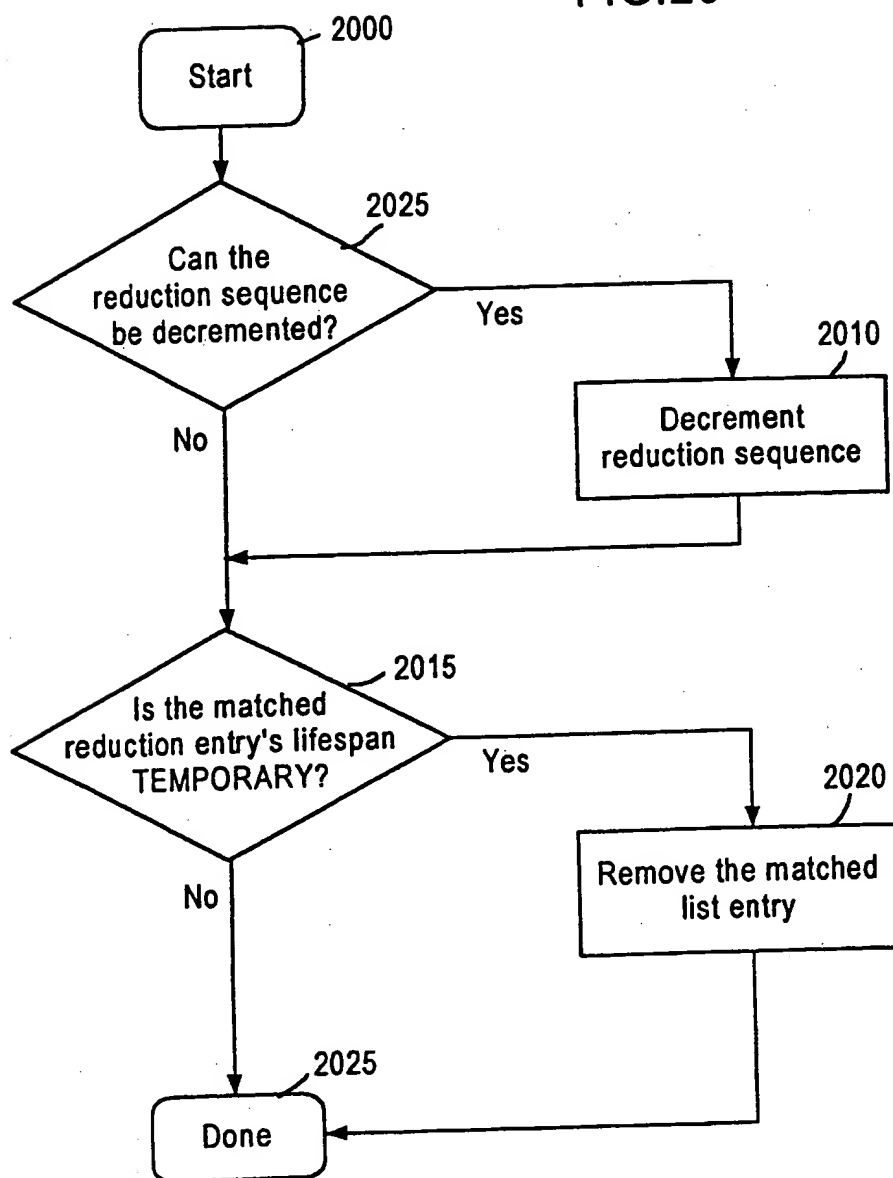 2000
Start
2025
Can the
reduction sequence
be decremented?
Yes
2010
Decrement
reduction sequence
No
2015
Is the matched
reduction entry's lifespan
TEMPORARY?
Yes
2020
Remove the matched
list entry
No
2025
Done